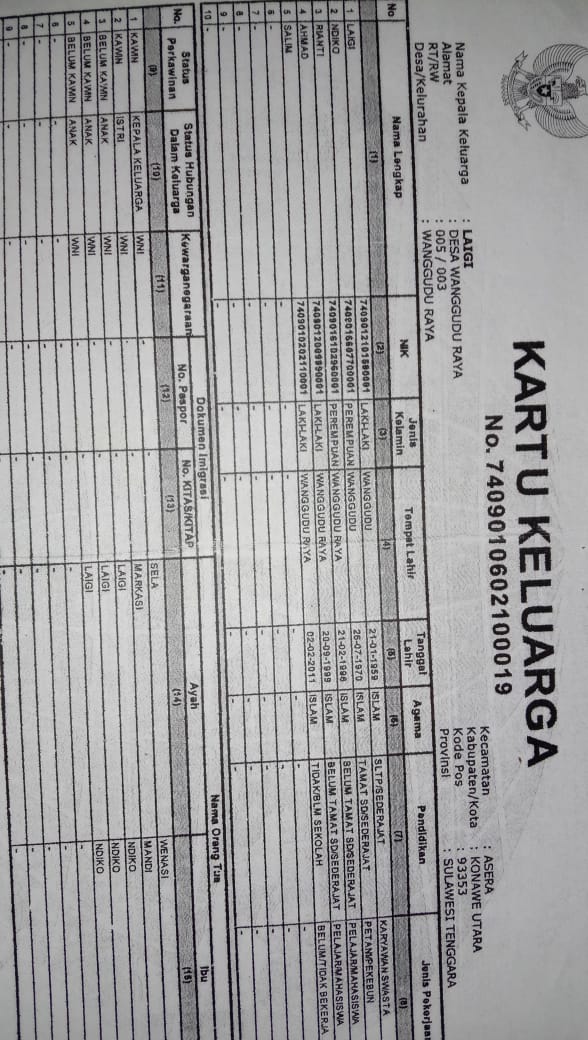 KARTU KELUARGA
No. 7409010602100019
Nama Kepala Keluarga : LAIGI
Alamat : DESA WANGGUDU RAYA
RT/RW : 005 / 003
Desa/Kelurahan : WANGGUDU RAYA
Kecamatan : ASERA
Kabupaten/Kota : KONAWE UTARA
Kode Pos : 93353
Provinsi : SULAWESI TENGGARA
No Nama Lengkap NIK Jenis Kelamin Tempat Lahir Tanggal Lahir Agama Pendidikan Jenis Pekerjaan
(1) (2) (3) (4) (5) (6) (7) (8)
1 LAIGI LAKI-LAKI WANGGUDU 21-01-1959 ISLAM SLTP/SEDERAJAT KARYAWAN SWASTA
2 NDIKO PEREMPUAN WANGGUDU 26-07-1970 ISLAM TAMAT SD/SEDERAJAT PETANI/PEKEBUN
3 RIANTI 7409016102960001 PEREMPUAN WANGGUDU RAYA 21-02-1996 ISLAM BELUM TAMAT SD/SEDERAJAT PELAJAR/MAHASISWA
4 AHMAD 7409012009990001 LAKI-LAKI WANGGUDU RAYA 20-09-1999 ISLAM BELUM TAMAT SD/SEDERAJAT PELAJAR/MAHASISWA
5 SALIM 7409010202110001 LAKI-LAKI WANGGUDU RAYA 02-02-2011 ISLAM TIDAK/BLM SEKOLAH BELUM/TIDAK BEKERJA
6 - - - - - - - -
7 - - - - - - - -
8 - - - - - - - -
9 - - - - - - - -
10 - - - - - - - -
No. Status Perkawinan Status Hubungan Dalam Keluarga Kewarganegaraan Dokumen Imigrasi Nama Orang Tua
No. Paspor No. KITAS/KITAP Ayah Ibu
(9) (10) (11) (12) (13) (14) (15)
1 KAWIN KEPALA KELUARGA WNI - - SELA WENASI
2 KAWIN ISTRI WNI - - MARKASI MANDI
3 BELUM KAWIN ANAK WNI - - LAIGI NDIKO
4 BELUM KAWIN ANAK WNI - - LAIGI NDIKO
5 BELUM KAWIN ANAK WNI - - LAIGI NDIKO
6 - - - - - - -
7 - - - - - - -
8 - - - - - - -
9 - - - - - - -